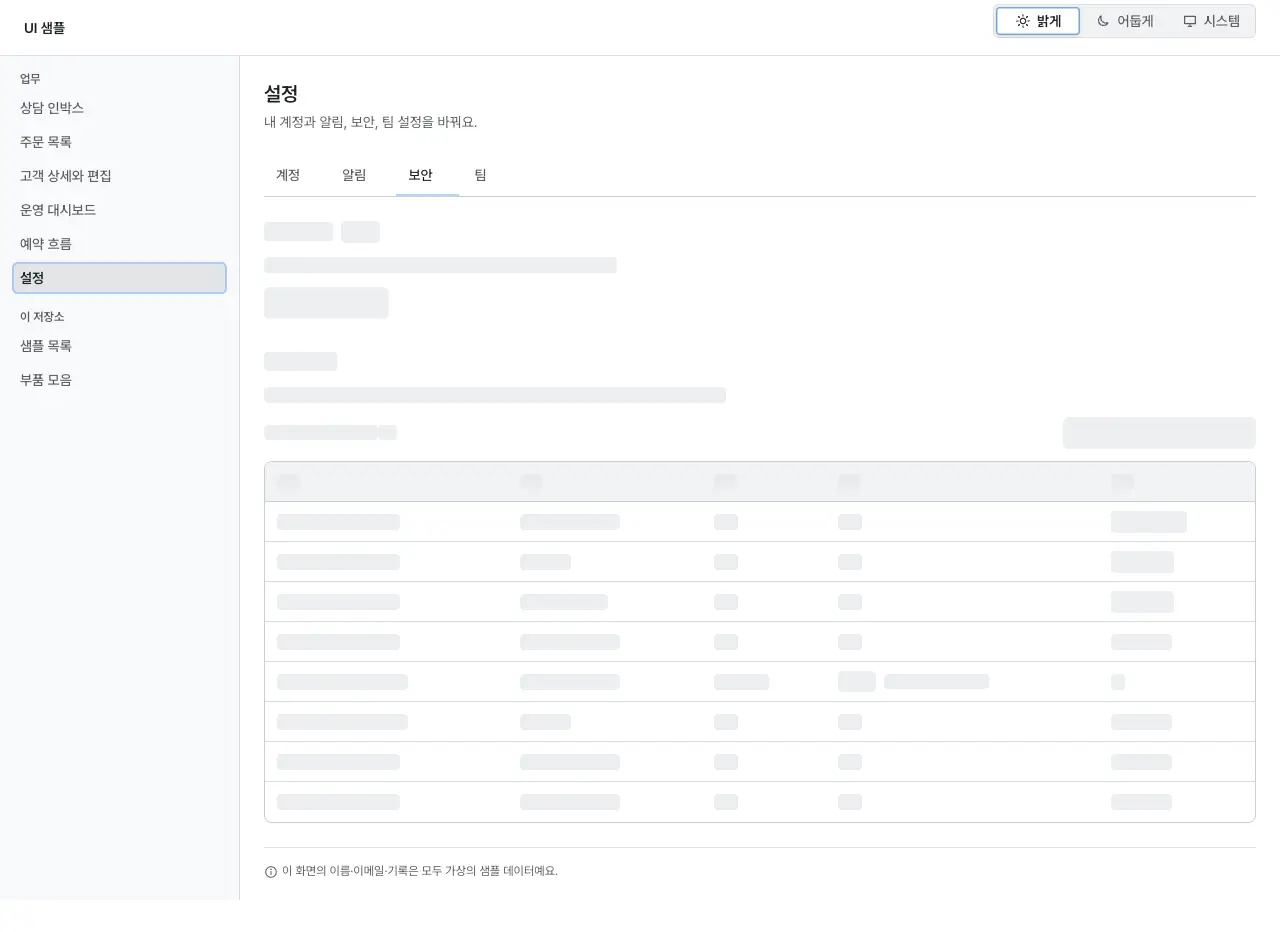 UI 샘플
밝게
어둡게
시스템
업무
상담 인박스
주문 목록
고객 상세와 편집
운영 대시보드
예약 흐름
설정
이 저장소
샘플 목록
부품 모음
설정
내 계정과 알림, 보안, 팀 설정을 바꿔요.
계정
알림
보안
팀
이 화면의 이름·이메일·기록은 모두 가상의 샘플 데이터예요.